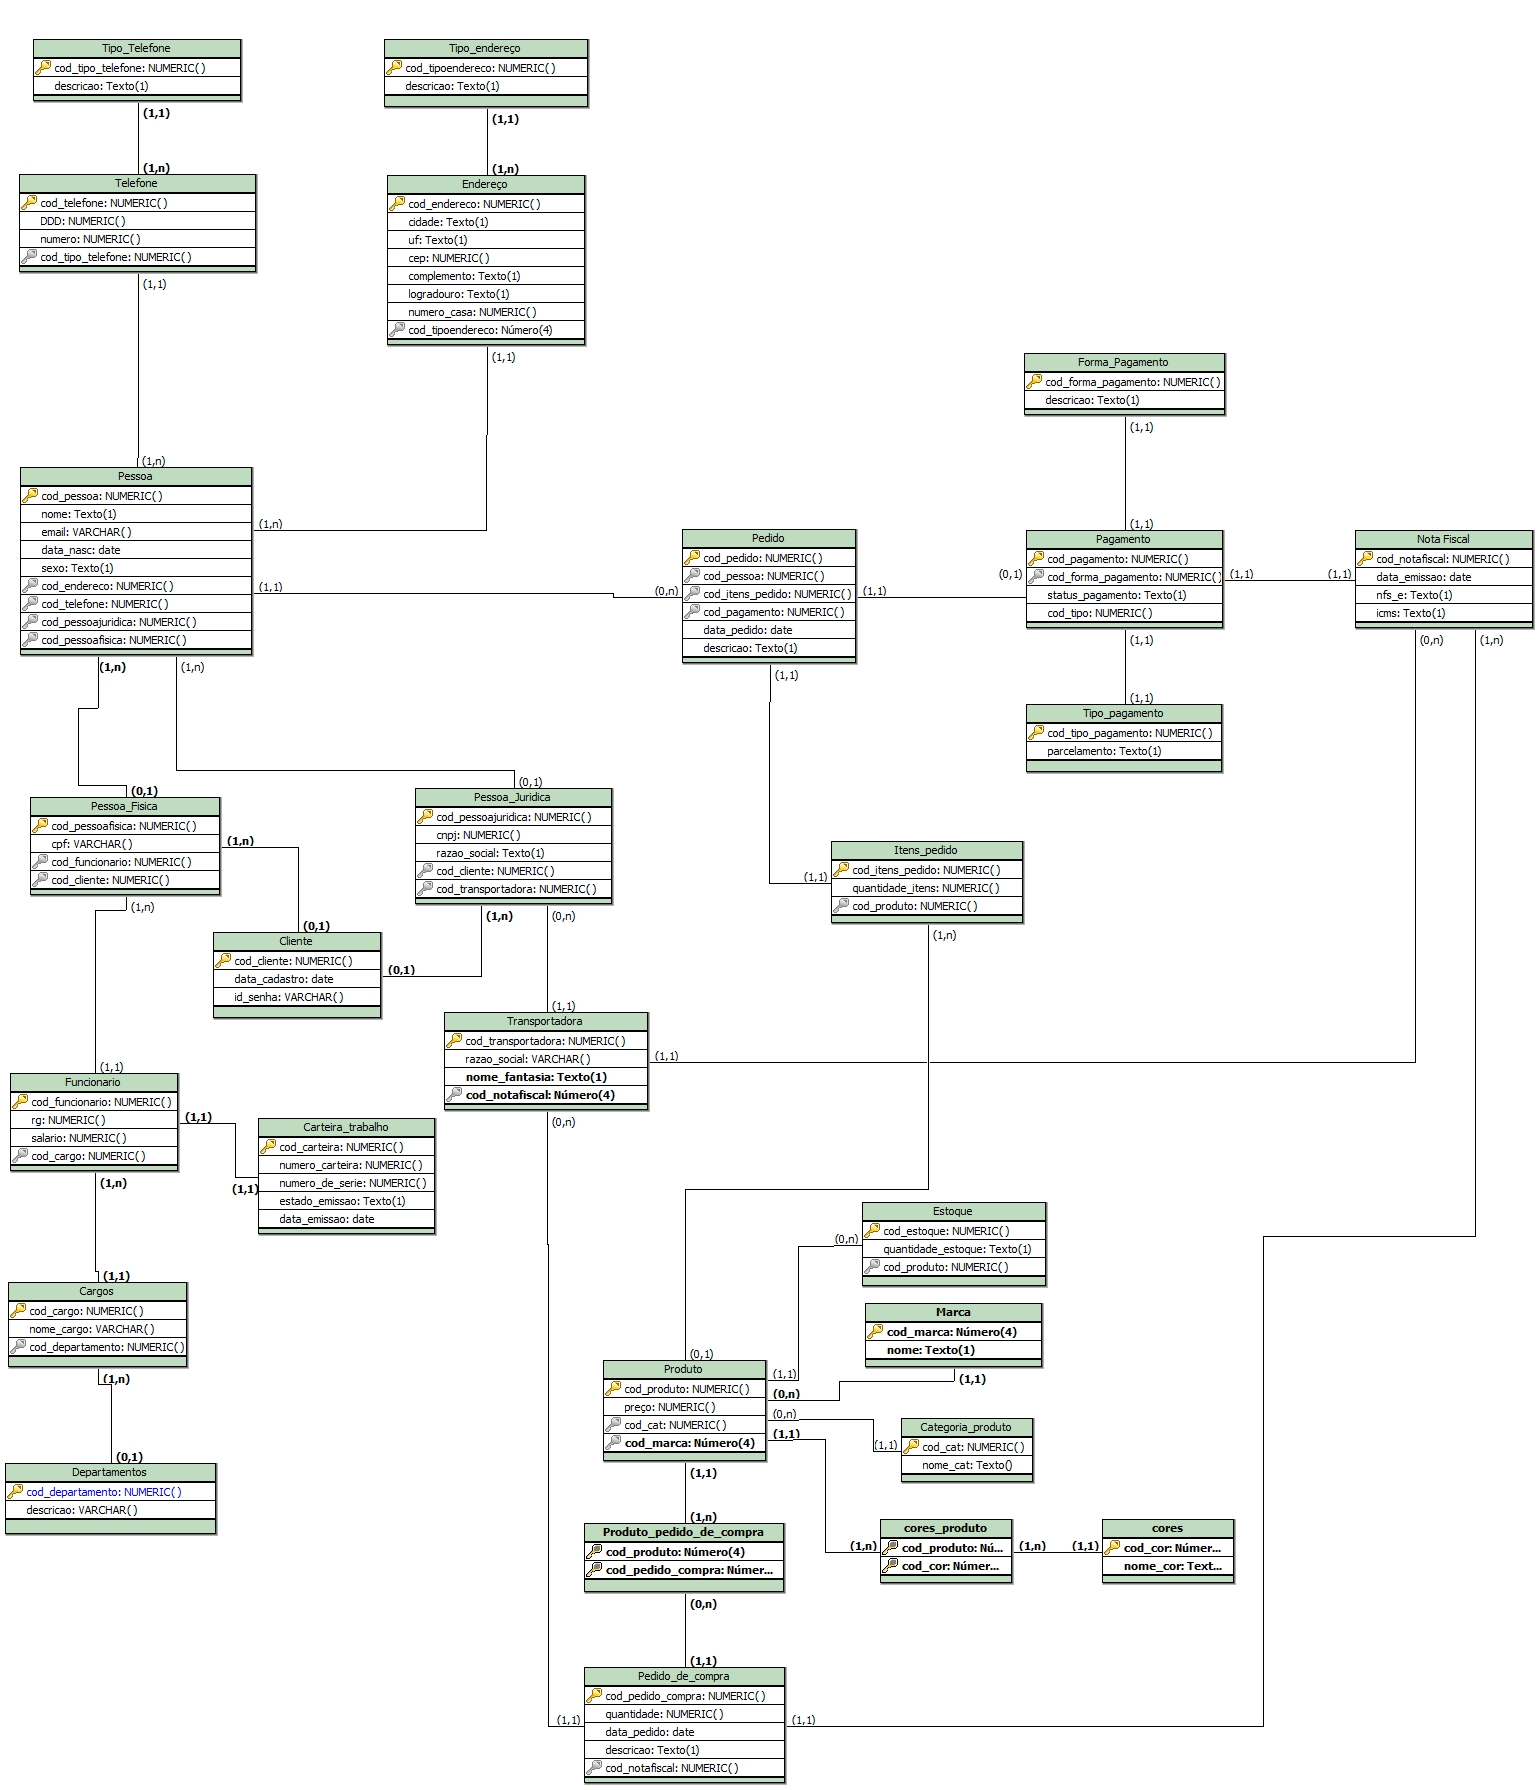 Tipo_Telefone
cod_tipo_telefone: NUMERIC( )
descricao: Texto(1)
(1,1)
(1,n)
Tipo_endereço
cod_tipoendereco: NUMERIC( )
descricao: Texto(1)
(1,1)
(1,n)
Telefone
cod_telefone: NUMERIC( )
DDD: NUMERIC( )
numero: NUMERIC( )
cod_tipo_telefone: NUMERIC( )
(1,1)
(1,n)
Endereço
cod_endereco: NUMERIC( )
cidade: Texto(1)
uf: Texto(1)
cep: NUMERIC( )
complemento: Texto(1)
logradouro: Texto(1)
numero_casa: NUMERIC( )
cod_tipoendereco: Número(4)
(1,1)
(1,n)
Forma_Pagamento
cod_forma_pagamento: NUMERIC( )
descricao: Texto(1)
(1,1)
(1,1)
Pessoa
cod_pessoa: NUMERIC( )
nome: Texto(1)
email: VARCHAR( )
data_nasc: date
sexo: Texto(1)
cod_endereco: NUMERIC( )
cod_telefone: NUMERIC( )
cod_pessoajuridica: NUMERIC( )
cod_pessoafisica: NUMERIC( )
(1,1)
(0,n)
(1,n)
(1,n)
Pedido
cod_pedido: NUMERIC( )
cod_pessoa: NUMERIC( )
cod_itens_pedido: NUMERIC( )
cod_pagamento: NUMERIC( )
data_pedido: date
descricao: Texto(1)
(1,1)
(0,1)
(1,1)
Pagamento
cod_pagamento: NUMERIC( )
cod_forma_pagamento: NUMERIC( )
status_pagamento: Texto(1)
cod_tipo: NUMERIC( )
(1,1)
(1,1)
(1,1)
(1,1)
Nota Fiscal
cod_notafiscal: NUMERIC( )
data_emissao: date
nfs_e: Texto(1)
icms: Texto(1)
(0,n)
(1,n)
Tipo_pagamento
cod_tipo_pagamento: NUMERIC( )
parcelamento: Texto(1)
(0,1)
(0,1)
Pessoa_Fisica
cod_pessoafisica: NUMERIC( )
cpf: VARCHAR( )
cod_funcionario: NUMERIC( )
cod_cliente: NUMERIC( )
(1,n)
(1,n)
Pessoa_Juridica
cod_pessoajuridica: NUMERIC( )
cnpj: NUMERIC( )
razao_social: Texto(1)
cod_cliente: NUMERIC( )
cod_transportadora: NUMERIC( )
(1,n)
(0,n)
Itens_pedido
cod_itens_pedido: NUMERIC( )
quantidade_itens: NUMERIC( )
cod_produto: NUMERIC( )
(1,1)
(1,n)
(0,1)
Cliente
cod_cliente: NUMERIC( )
data_cadastro: date
id_senha: VARCHAR( )
(0,1)
(1,1)
Transportadora
cod_transportadora: NUMERIC( )
razao_social: VARCHAR( )
nome_fantasia: Texto(1)
cod_notafiscal: Número(4)
(1,1)
(0,n)
(1,1)
Funcionario
cod_funcionario: NUMERIC( )
rg: NUMERIC( )
salario: NUMERIC( )
cod_cargo: NUMERIC( )
(1,1)
(1,1)
(1,n)
Carteira_trabalho
cod_carteira: NUMERIC( )
numero_carteira: NUMERIC( )
numero_de_serie: NUMERIC( )
estado_emissao: Texto(1)
data_emissao: date
Estoque
cod_estoque: NUMERIC( )
quantidade_estoque: Texto(1)
cod_produto: NUMERIC( )
(0,n)
(1,1)
Cargos
cod_cargo: NUMERIC( )
nome_cargo: VARCHAR( )
cod_departamento: NUMERIC( )
(1,n)
(0,1)
Marca
cod_marca: Número(4)
nome: Texto(1)
(1,1)
(0,1)
Produto
cod_produto: NUMERIC( )
preço: NUMERIC( )
cod_cat: NUMERIC( )
cod_marca: Número(4)
(1,1)
(0,n)
(0,n)
(1,1)
(1,1)
(1,1)
Categoria_produto
cod_cat: NUMERIC( )
nome_cat: Texto()
Departamentos
cod_departamento: NUMERIC( )
descricao: VARCHAR( )
(1,n)
Produto_pedido_de_compra
cod_produto: Número(4)
cod_pedido_compra: Númer...
(0,n)
(1,1)
(1,n)
cores_produto
cod_produto: Nú...
cod_cor: Númer...
(1,n)
(1,1)
cores
cod_cor: Númer...
nome_cor: Text...
Pedido_de_compra
cod_pedido_compra: NUMERIC( )
quantidade: NUMERIC( )
data_pedido: date
descricao: Texto(1)
cod_notafiscal: NUMERIC( )
(1,1)
(1,1)